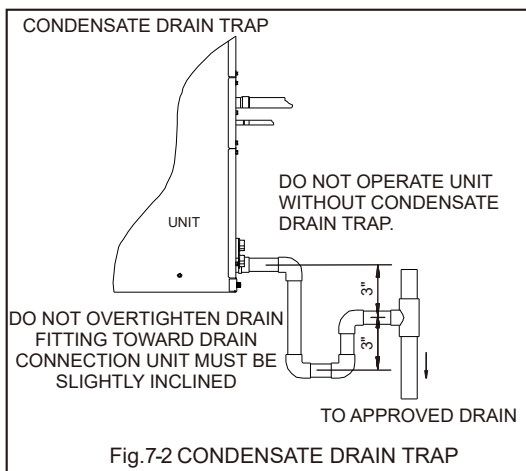 CONDENSATE DRAIN TRAP
DO NOT OPERATE UNIT
WITHOUT CONDENSATE
DRAIN TRAP.
UNIT
3"
3"
DO NOT OVERTIGHTEN DRAIN
FITTING TOWARD DRAIN
CONNECTION UNIT MUST BE
SLIGHTLY INCLINED
TO APPROVED DRAIN
Fig.7-2 CONDENSATE DRAIN TRAP